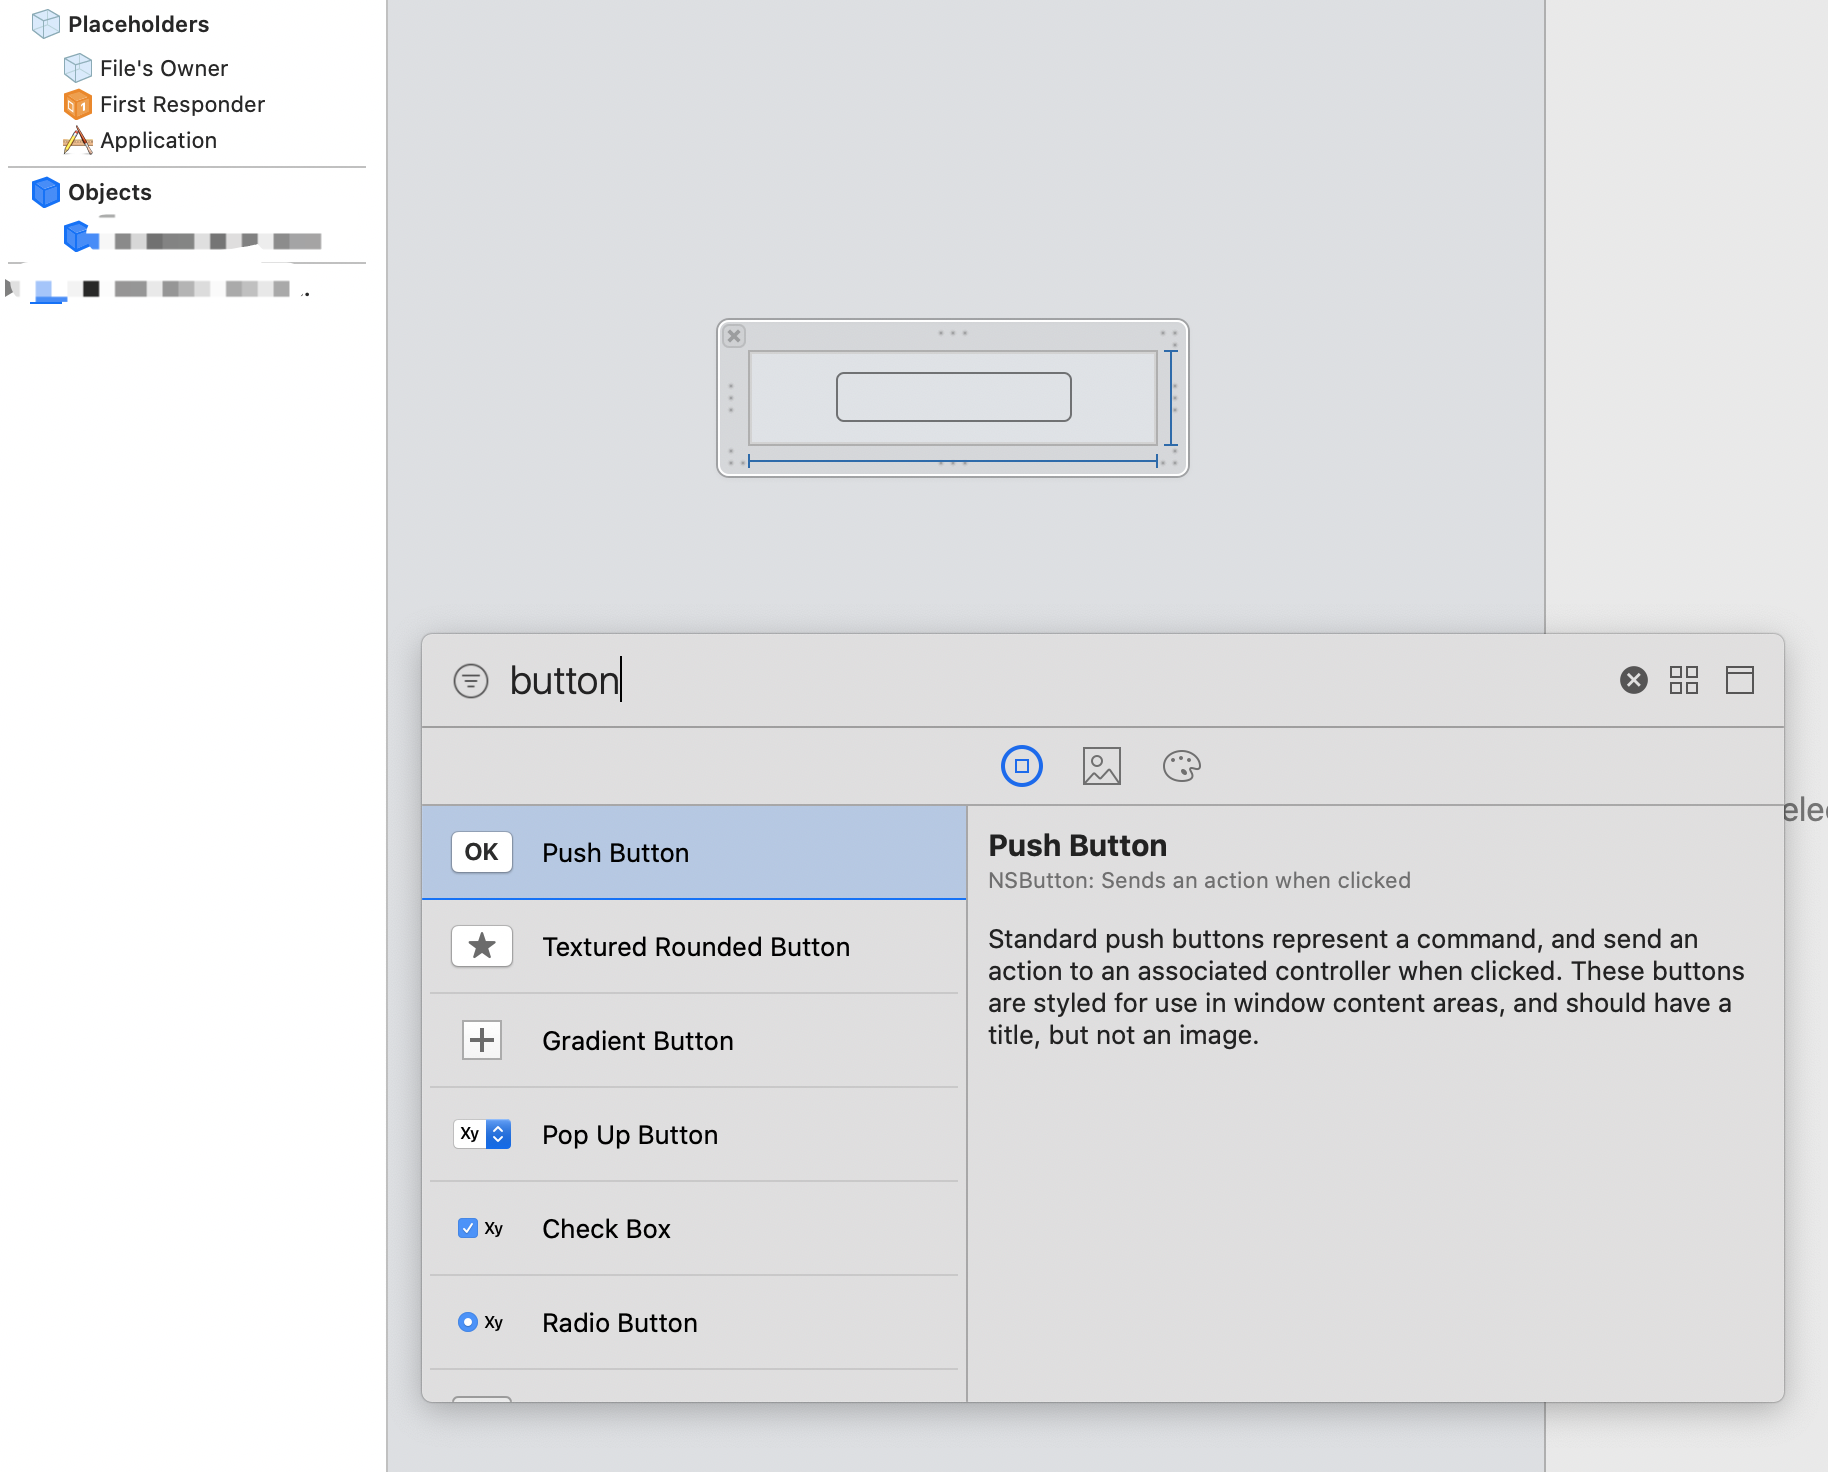 Placeholders
File's Owner
First Responder
Application
Objects
button
OK
Push Button
Textured Rounded Button
Gradient Button
Xy
Pop Up Button
Xy
Check Box
Xy
Radio Button
Push Button
NSButton: Sends an action when clicked
Standard push buttons represent a command, and send an
action to an associated controller when clicked. These buttons
are styled for use in window content areas, and should have a
title, but not an image.